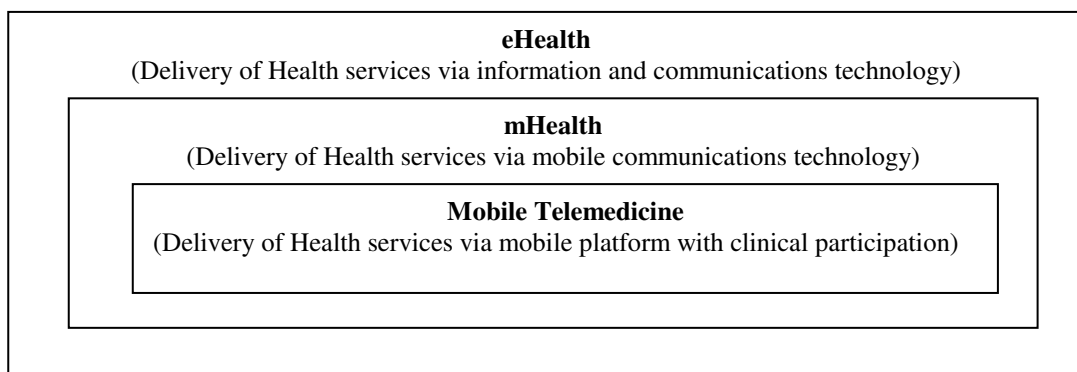 eHealth
(Delivery of Health services via information and communications technology)
mHealth
(Delivery of Health services via mobile communications technology)
Mobile Telemedicine
(Delivery of Health services via mobile platform with clinical participation)